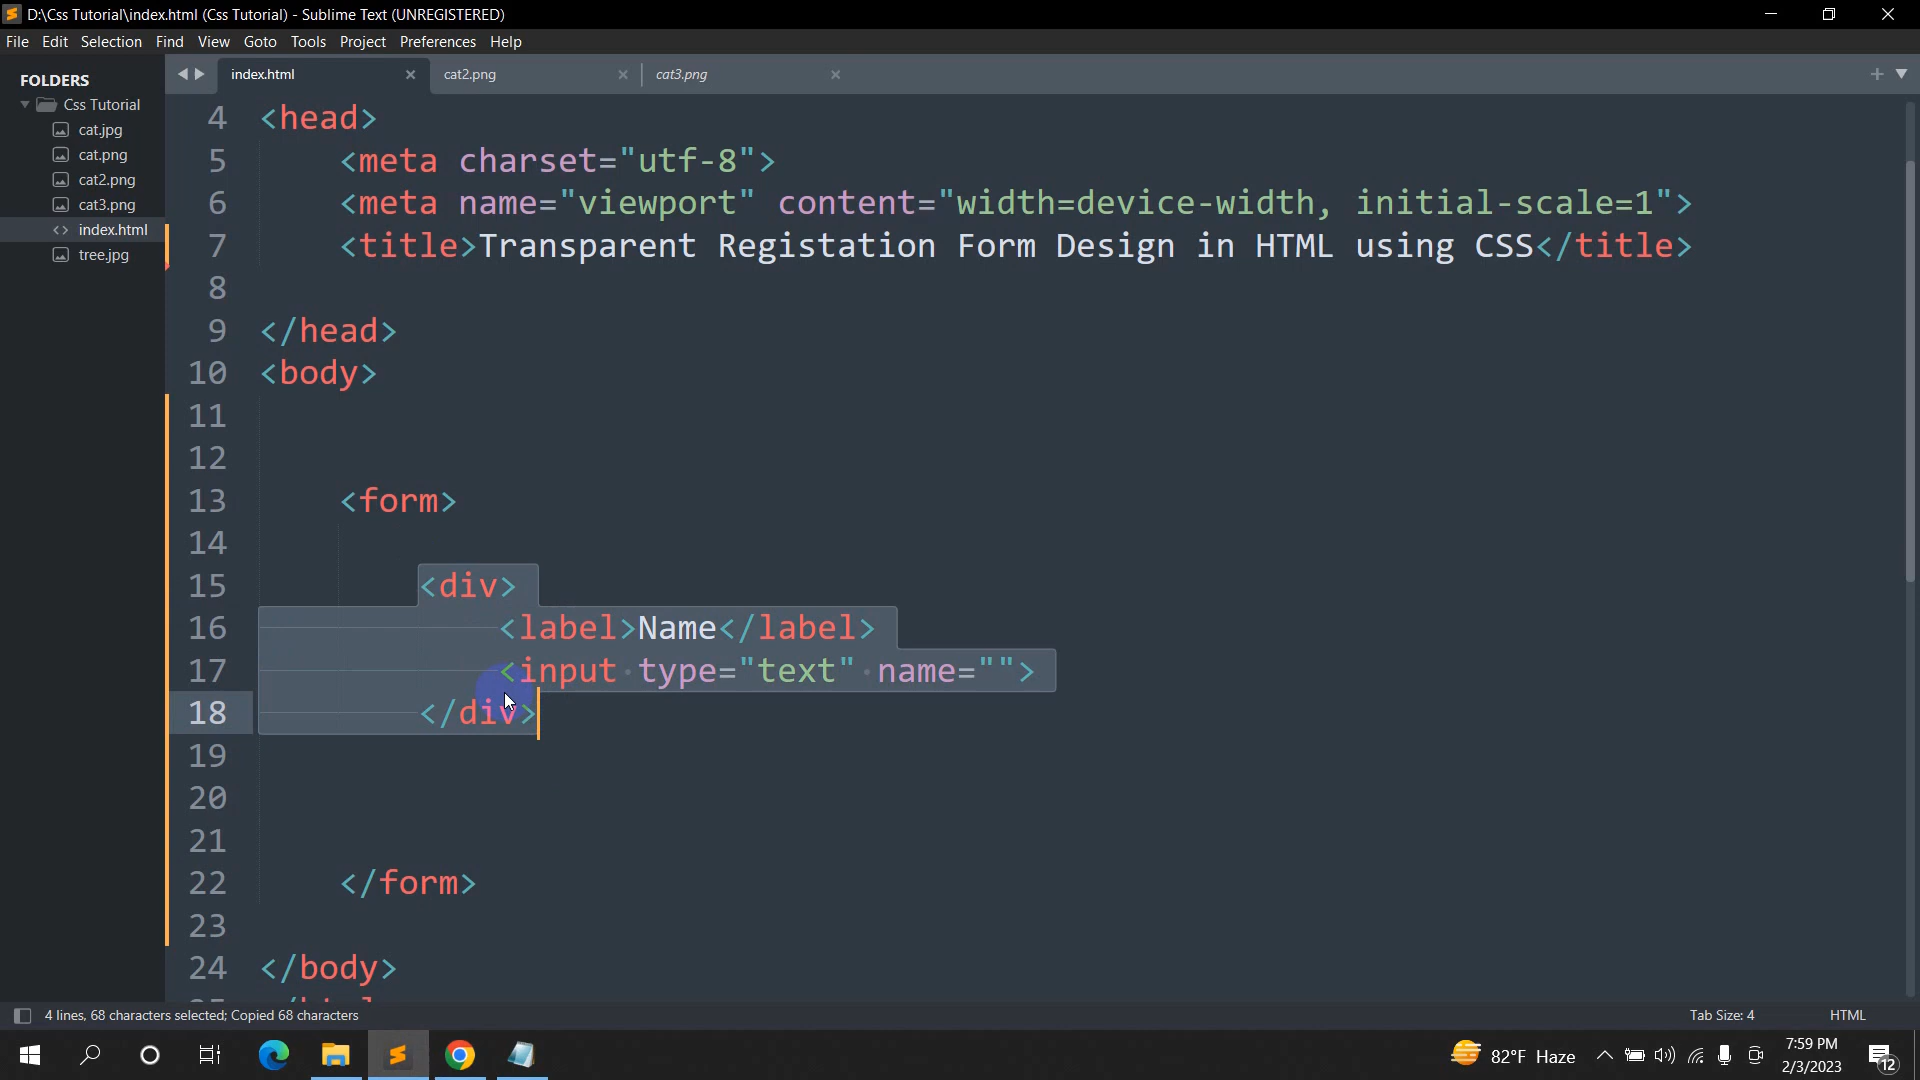 D:\Css Tutorial\index.html (Css Tutorial) - Sublime Text (UNREGISTERED)
File Edit Selection Find View Goto Tools Project Preferences Help
FOLDERS
Css Tutorial
cat.jpg
cat.png
cat2.png
cat3.png
index.html
tree.jpg
index.html cat2.png cat3.png
4 <head>
5 <meta charset="utf-8">
6 <meta name="viewport" content="width=device-width, initial-scale=1">
7 <title>Transparent Registation Form Design in HTML using CSS</title>
8
9 </head>
10 <body>
11
12
13 <form>
14
15 <div>
16 <label>Name</label>
17 <input type="text" name="">
18 </div>
19
20
21
22 </form>
23
24 </body>
4 lines, 68 characters selected; Copied 68 characters
Tab Size: 4 HTML
82°F Haze
7:59 PM
2/3/2023
12